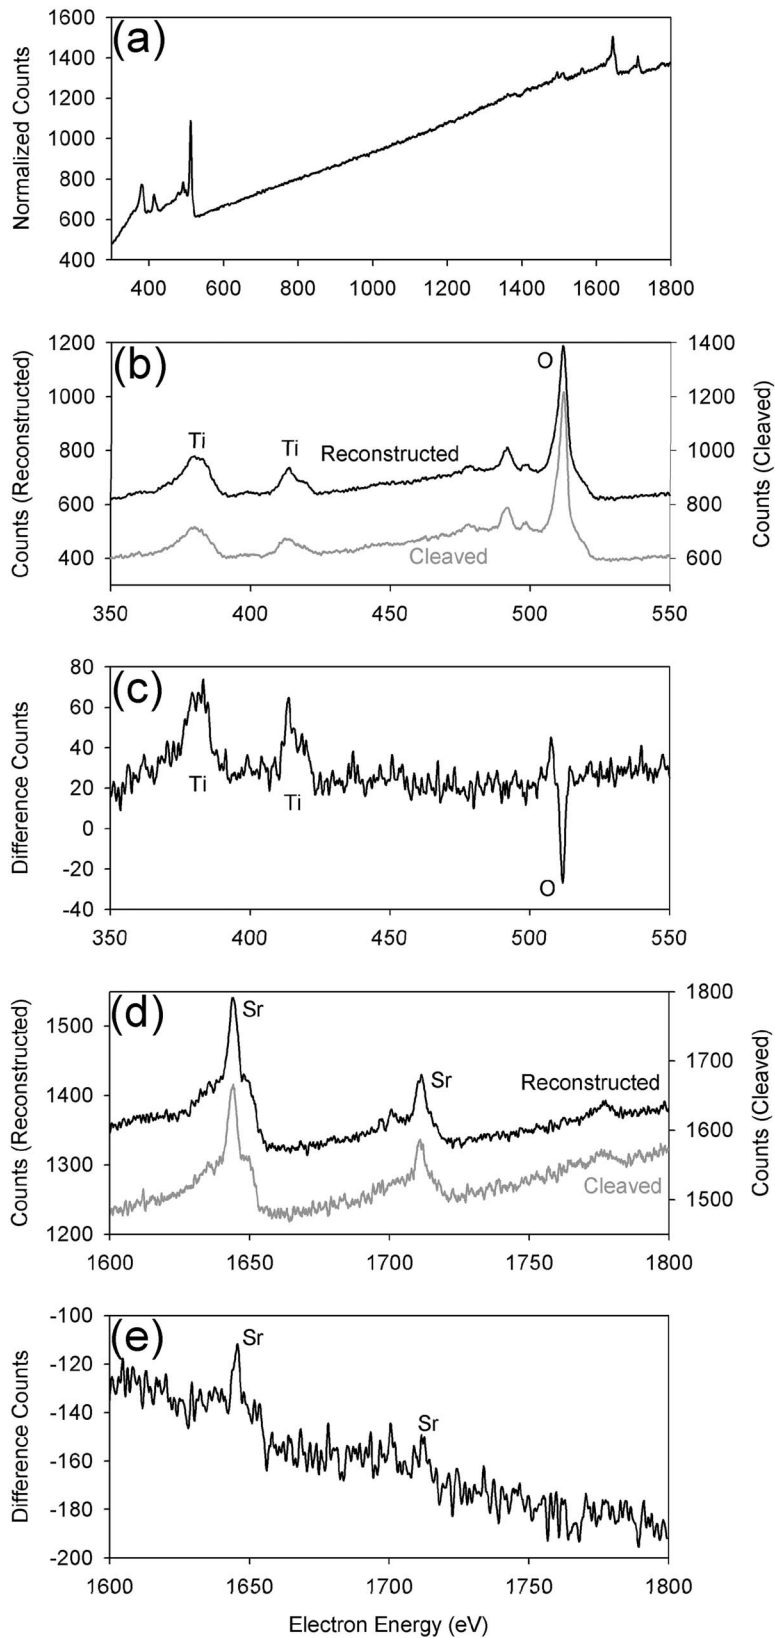 (a)
Normalized Counts
1600
1400
1200
1000
800
600
400
400 600 800 1000 1200 1400 1600 1800
(b)
Counts (Reconstructed)
1200
1000
800
600
400
Ti
Ti
Reconstructed
Cleaved
O
1400
1200
1000
800
600
Counts (Cleaved)
350 400 450 500 550
(c)
Difference Counts
80
60
40
20
0
-20
-40
Ti
Ti
O
350 400 450 500 550
(d)
Counts (Reconstructed)
1500
1400
1300
1200
Sr
Sr
Reconstructed
Cleaved
1800
1700
1600
1500
Counts (Cleaved)
1600 1650 1700 1750 1800
(e)
Difference Counts
-100
-120
-140
-160
-180
-200
Sr
Sr
1600 1650 1700 1750 1800
Electron Energy (eV)